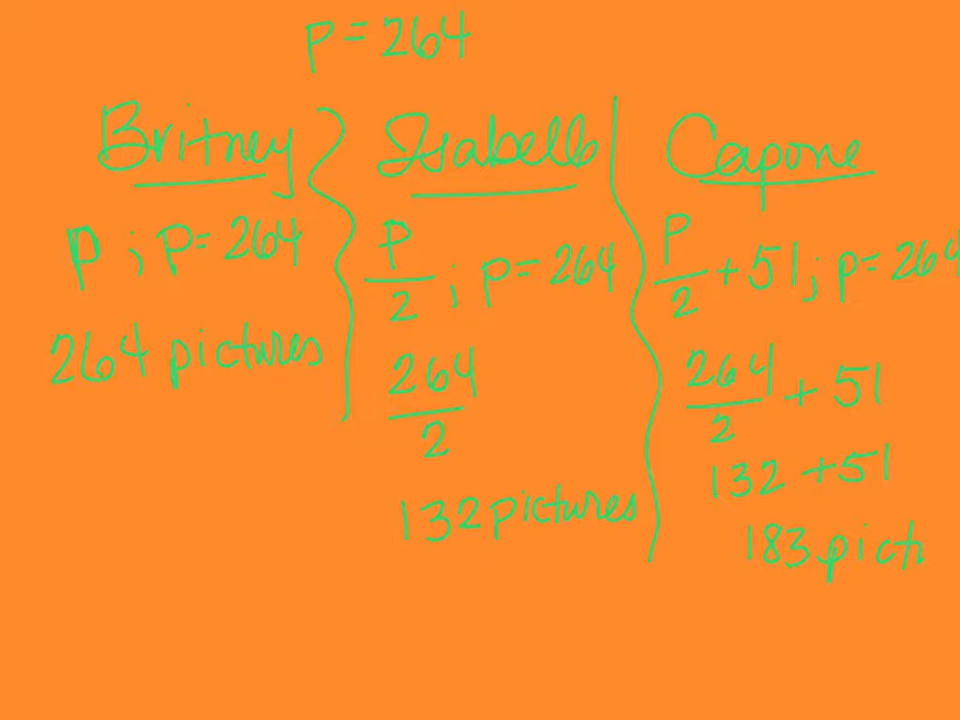 P = 264
Britney
p ; p = 264
264 pictures
Isabelle
P/2 ; p = 264
264/2
132 pictures
Capone
P/2 + 51 ; p = 264
264/2 + 51
132 + 51
183 pict